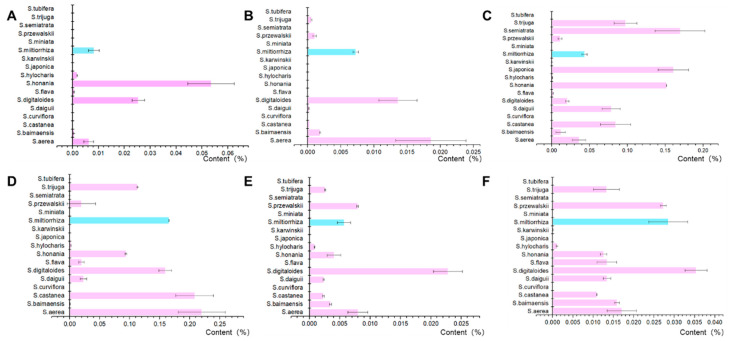 A
S.tubifera
S.trijuga
S.semiatrata
S.przewalskii
S.miniata
S.miltiorrhiza
S.karwinskii
S.japonica
S.hylocharis
S.honania
S.flava
S.digitaloides
S.daiguii
S.curviflora
S.castanea
S.baimaensis
S.aerea
0.00 0.01 0.02 0.03 0.04 0.05 0.06
Content（%）
B
S.tubifera
S.trijuga
S.semiatrata
S.przewalskii
S.miniata
S.miltiorrhiza
S.karwinskii
S.japonica
S.hylocharis
S.honania
S.flava
S.digitaloides
S.daiguii
S.curviflora
S.castanea
S.baimaensis
S.aerea
0.000 0.005 0.010 0.015 0.020 0.025
Content（%）
C
S.tubifera
S.trijuga
S.semiatrata
S.przewalskii
S.miniata
S.miltiorrhiza
S.karwinskii
S.japonica
S.hylocharis
S.honania
S.flava
S.digitaloides
S.daiguii
S.curviflora
S.castanea
S.baimaensis
S.aerea
0.00 0.05 0.10 0.15 0.20
Content（%）
D
S.tubifera
S.trijuga
S.semiatrata
S.przewalskii
S.miniata
S.miltiorrhiza
S.karwinskii
S.japonica
S.hylocharis
S.honania
S.flava
S.digitaloides
S.daiguii
S.curviflora
S.castanea
S.baimaensis
S.aerea
0.00 0.05 0.10 0.15 0.20 0.25
Content（%）
E
S.tubifera
S.trijuga
S.semiatrata
S.przewalskii
S.miniata
S.miltiorrhiza
S.karwinskii
S.japonica
S.hylocharis
S.honania
S.flava
S.digitaloides
S.daiguii
S.curviflora
S.castanea
S.baimaensis
S.aerea
0.000 0.005 0.010 0.015 0.020 0.025
Content（%）
F
S.tubifera
S.trijuga
S.semiatrata
S.przewalskii
S.miniata
S.miltiorrhiza
S.karwinskii
S.japonica
S.hylocharis
S.honania
S.flava
S.digitaloides
S.daiguii
S.curviflora
S.castanea
S.baimaensis
S.aerea
0.000 0.005 0.010 0.015 0.020 0.025 0.030 0.035 0.040
Content（%）